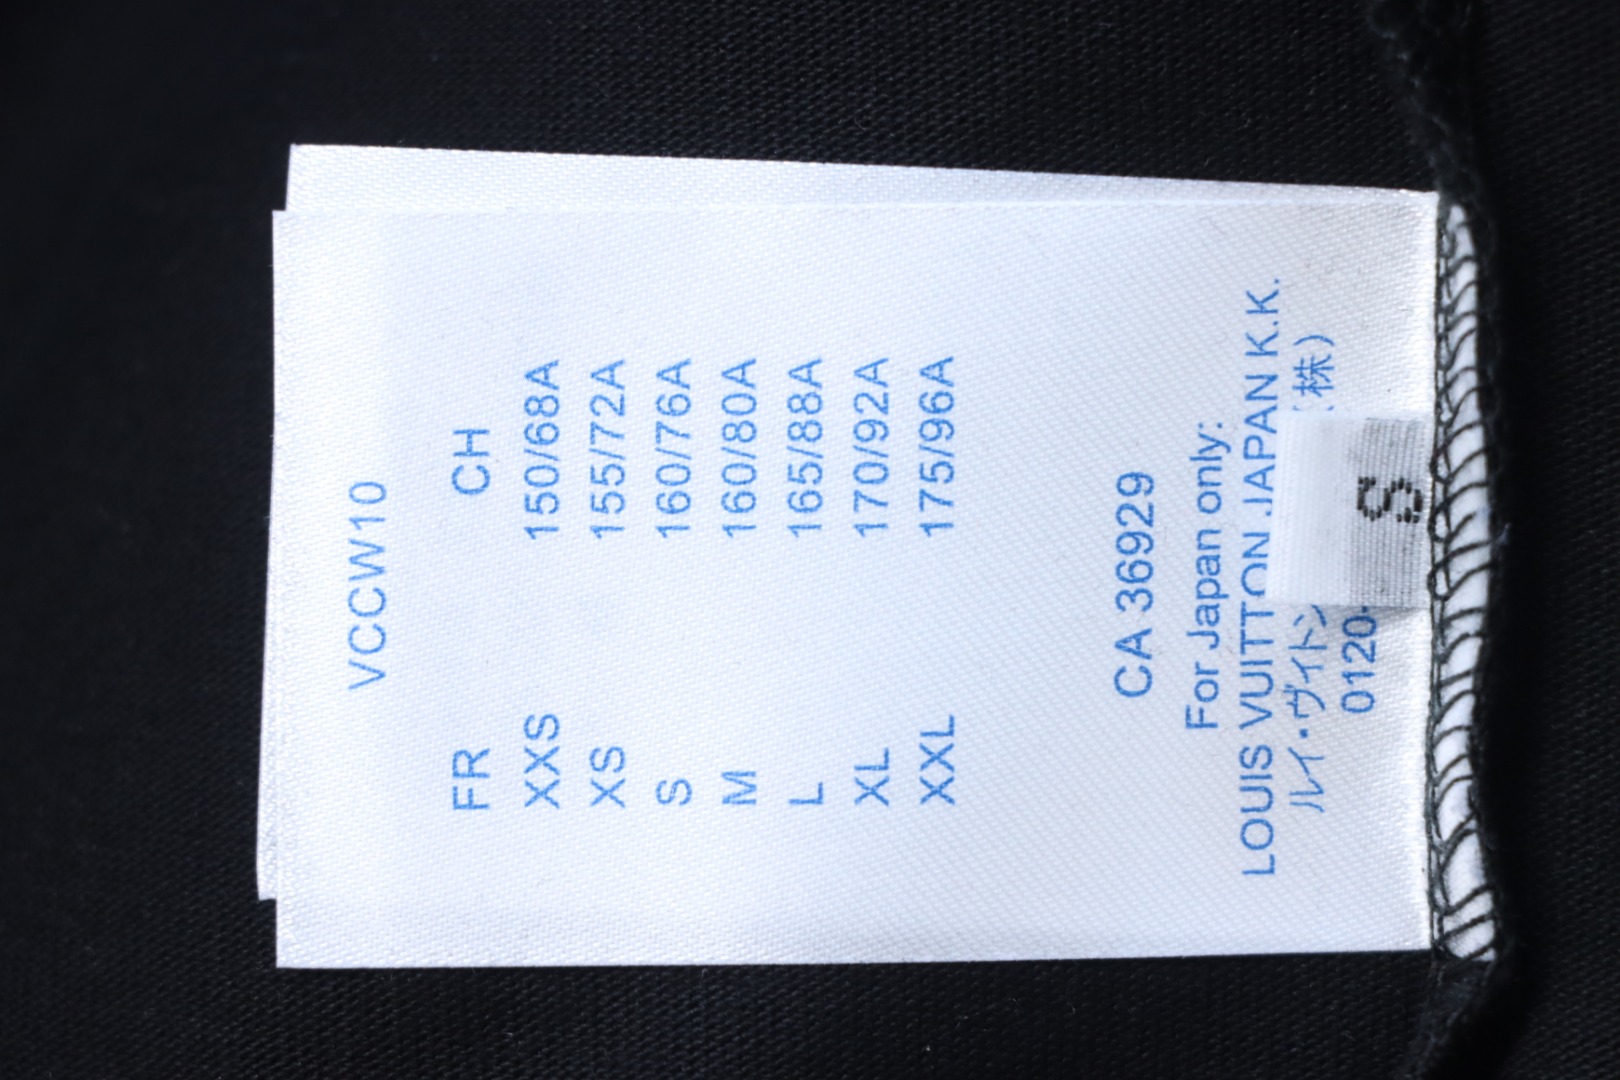 VCCW10
FR CH
XXS 150/68A
XS 155/72A
S 160/76A
M 160/80A
L 165/88A
XL 170/92A
XXL 175/96A
CA 36929
For Japan only:
LOUIS VUITTON JAPAN K.K.
ルイ・ヴィトン (株)
0120-
S